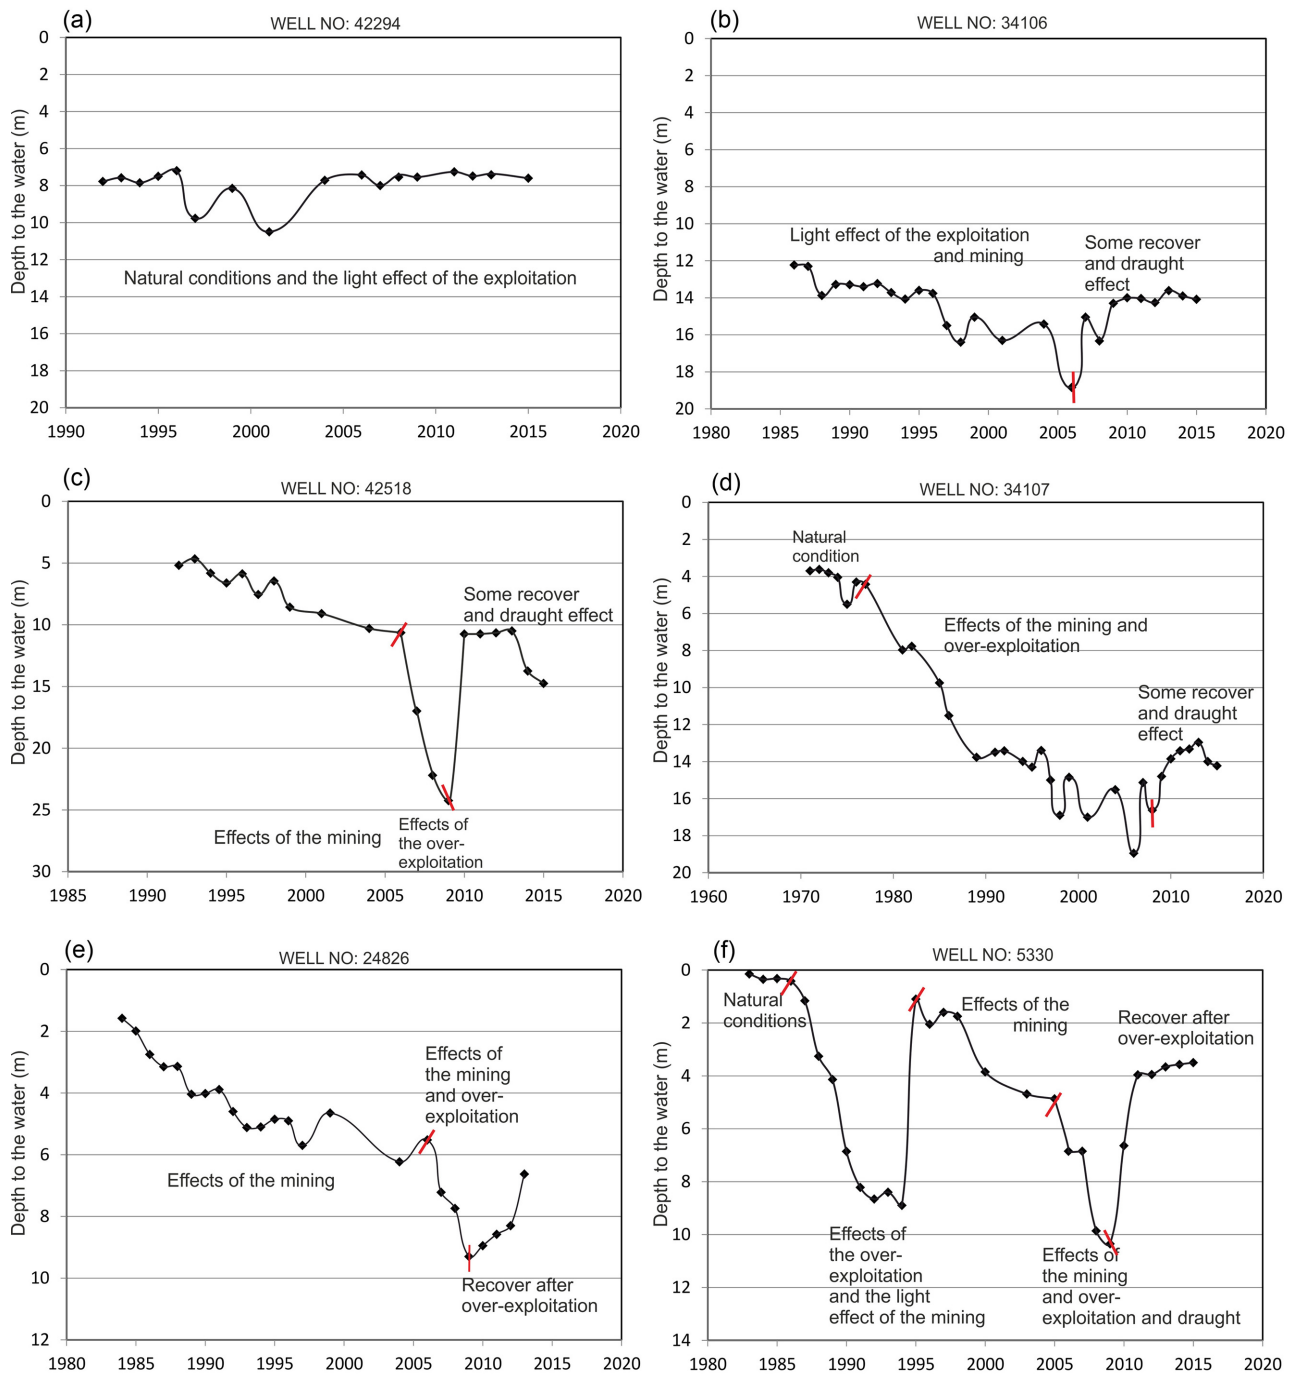 (a)
WELL NO: 42294
Depth to the water (m)
0
2
4
6
8
10
12
14
16
18
20
Natural conditions and the light effect of the exploitation
1990 1995 2000 2005 2010 2015 2020
(b)
WELL NO: 34106
Depth to the water (m)
0
2
4
6
8
10
12
14
16
18
20
Light effect of the exploitation
and mining
Some recover
and draught
effect
1980 1985 1990 1995 2000 2005 2010 2015 2020
(c)
WELL NO: 42518
Depth to the water (m)
0
5
10
15
20
25
30
Some recover
and draught effect
Effects of the mining
Effects of
the over-
exploitation
1985 1990 1995 2000 2005 2010 2015 2020
(d)
WELL NO: 34107
Depth to the water (m)
0
2
4
6
8
10
12
14
16
18
20
Natural
condition
Effects of the mining and
over-exploitation
Some recover
and draught
effect
1960 1970 1980 1990 2000 2010 2020
(e)
WELL NO: 24826
Depth to the water (m)
0
2
4
6
8
10
12
Effects of
the mining
and over-
exploitation
Effects of the mining
Recover after
over-exploitation
1980 1985 1990 1995 2000 2005 2010 2015 2020
(f)
WELL NO: 5330
Depth to the water (m)
0
2
4
6
8
10
12
14
Natural
conditions
Effects of the
mining
Recover after
over-exploitation
Effects of
the over-
exploitation
and the light
effect of the mining
Effects of
the mining
and over-
exploitation and draught
1980 1985 1990 1995 2000 2005 2010 2015 2020